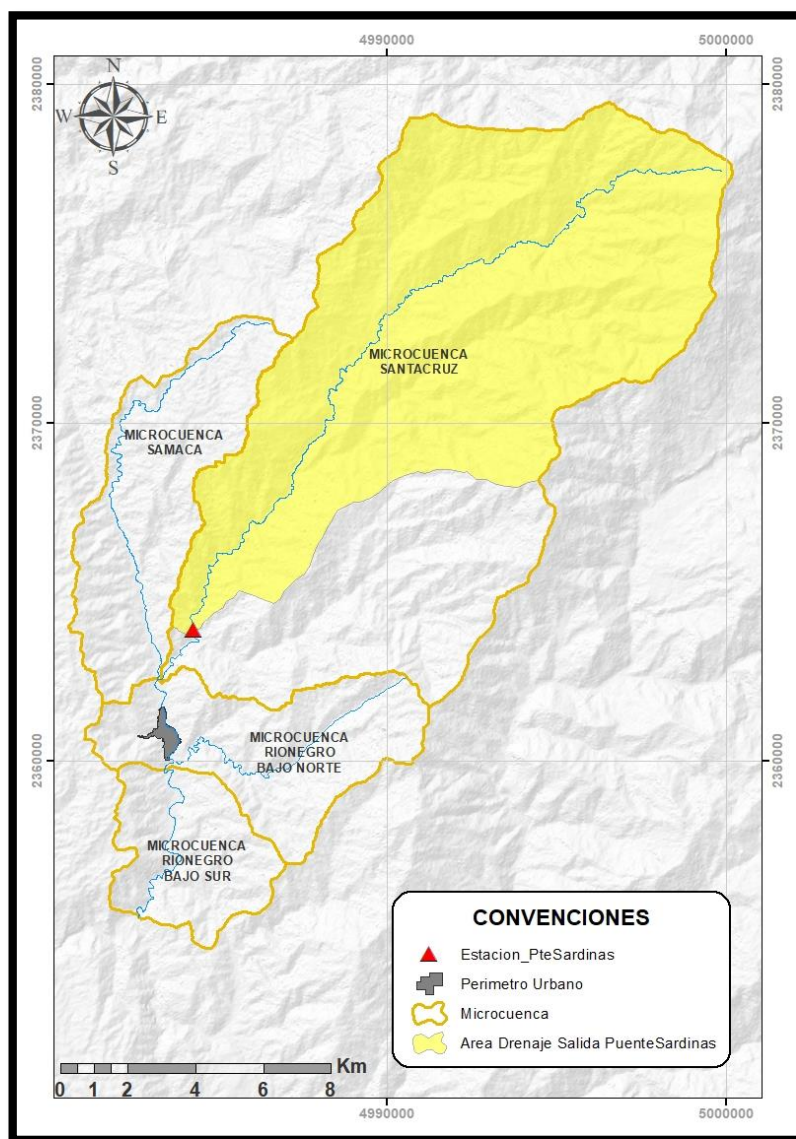 4990000
5000000
2380000
2380000
N
W
E
S
MICROCUENCA
SANTACRUZ
MICROCUENCA
SAMACA
2370000
2370000
MICROCUENCA
RIONEGRO
BAJO NORTE
2360000
2360000
MICROCUENCA
RIONEGRO
BAJO SUR
CONVENCIONES
Estacion_PteSardinas
Perimetro Urbano
Microcuenca
Area Drenaje Salida PuenteSardinas
Km
0 1 2 4 6 8
4990000
5000000